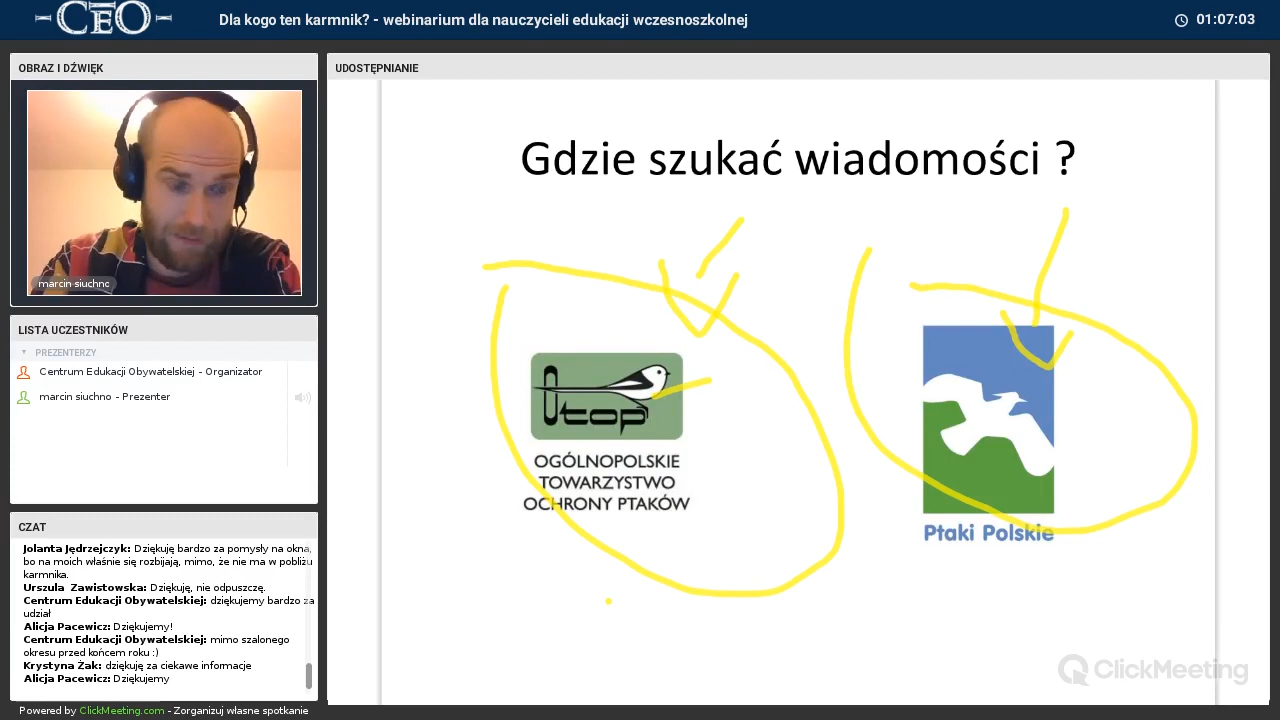 CEO
Dla kogo ten karmnik? - webinarium dla nauczycieli edukacji wczesnoszkolnej
01:07:03
OBRAZ I DŹWIĘK
marcin siuchnc
LISTA UCZESTNIKÓW
PREZENTERZY
Centrum Edukacji Obywatelskiej - Organizator
marcin siuchno - Prezenter
CZAT
Jolanta Jędrzejczyk: Dziękuję bardzo za pomysły na okna,
bo na moich właśnie się rozbijają, mimo, że nie ma w pobliżu
karmnika.
Urszula Zawistowska: Dziękuję, nie odpuszczę.
Centrum Edukacji Obywatelskiej: dziękujemy bardzo za
udział
Alicja Pacewicz: Dziękujemy!
Centrum Edukacji Obywatelskiej: mimo szalonego
okresu przed końcem roku :)
Krystyna Żak: dziękuję za ciekawe informacje
Alicja Pacewicz: Dziękujemy
Powered by ClickMeeting.com - Zorganizuj własne spotkanie
UDOSTĘPNIANIE
Gdzie szukać wiadomości ?
otop
OGÓLNOPOLSKIE
TOWARZYSTWO
OCHRONY PTAKÓW
Ptaki Polskie
ClickMeeting